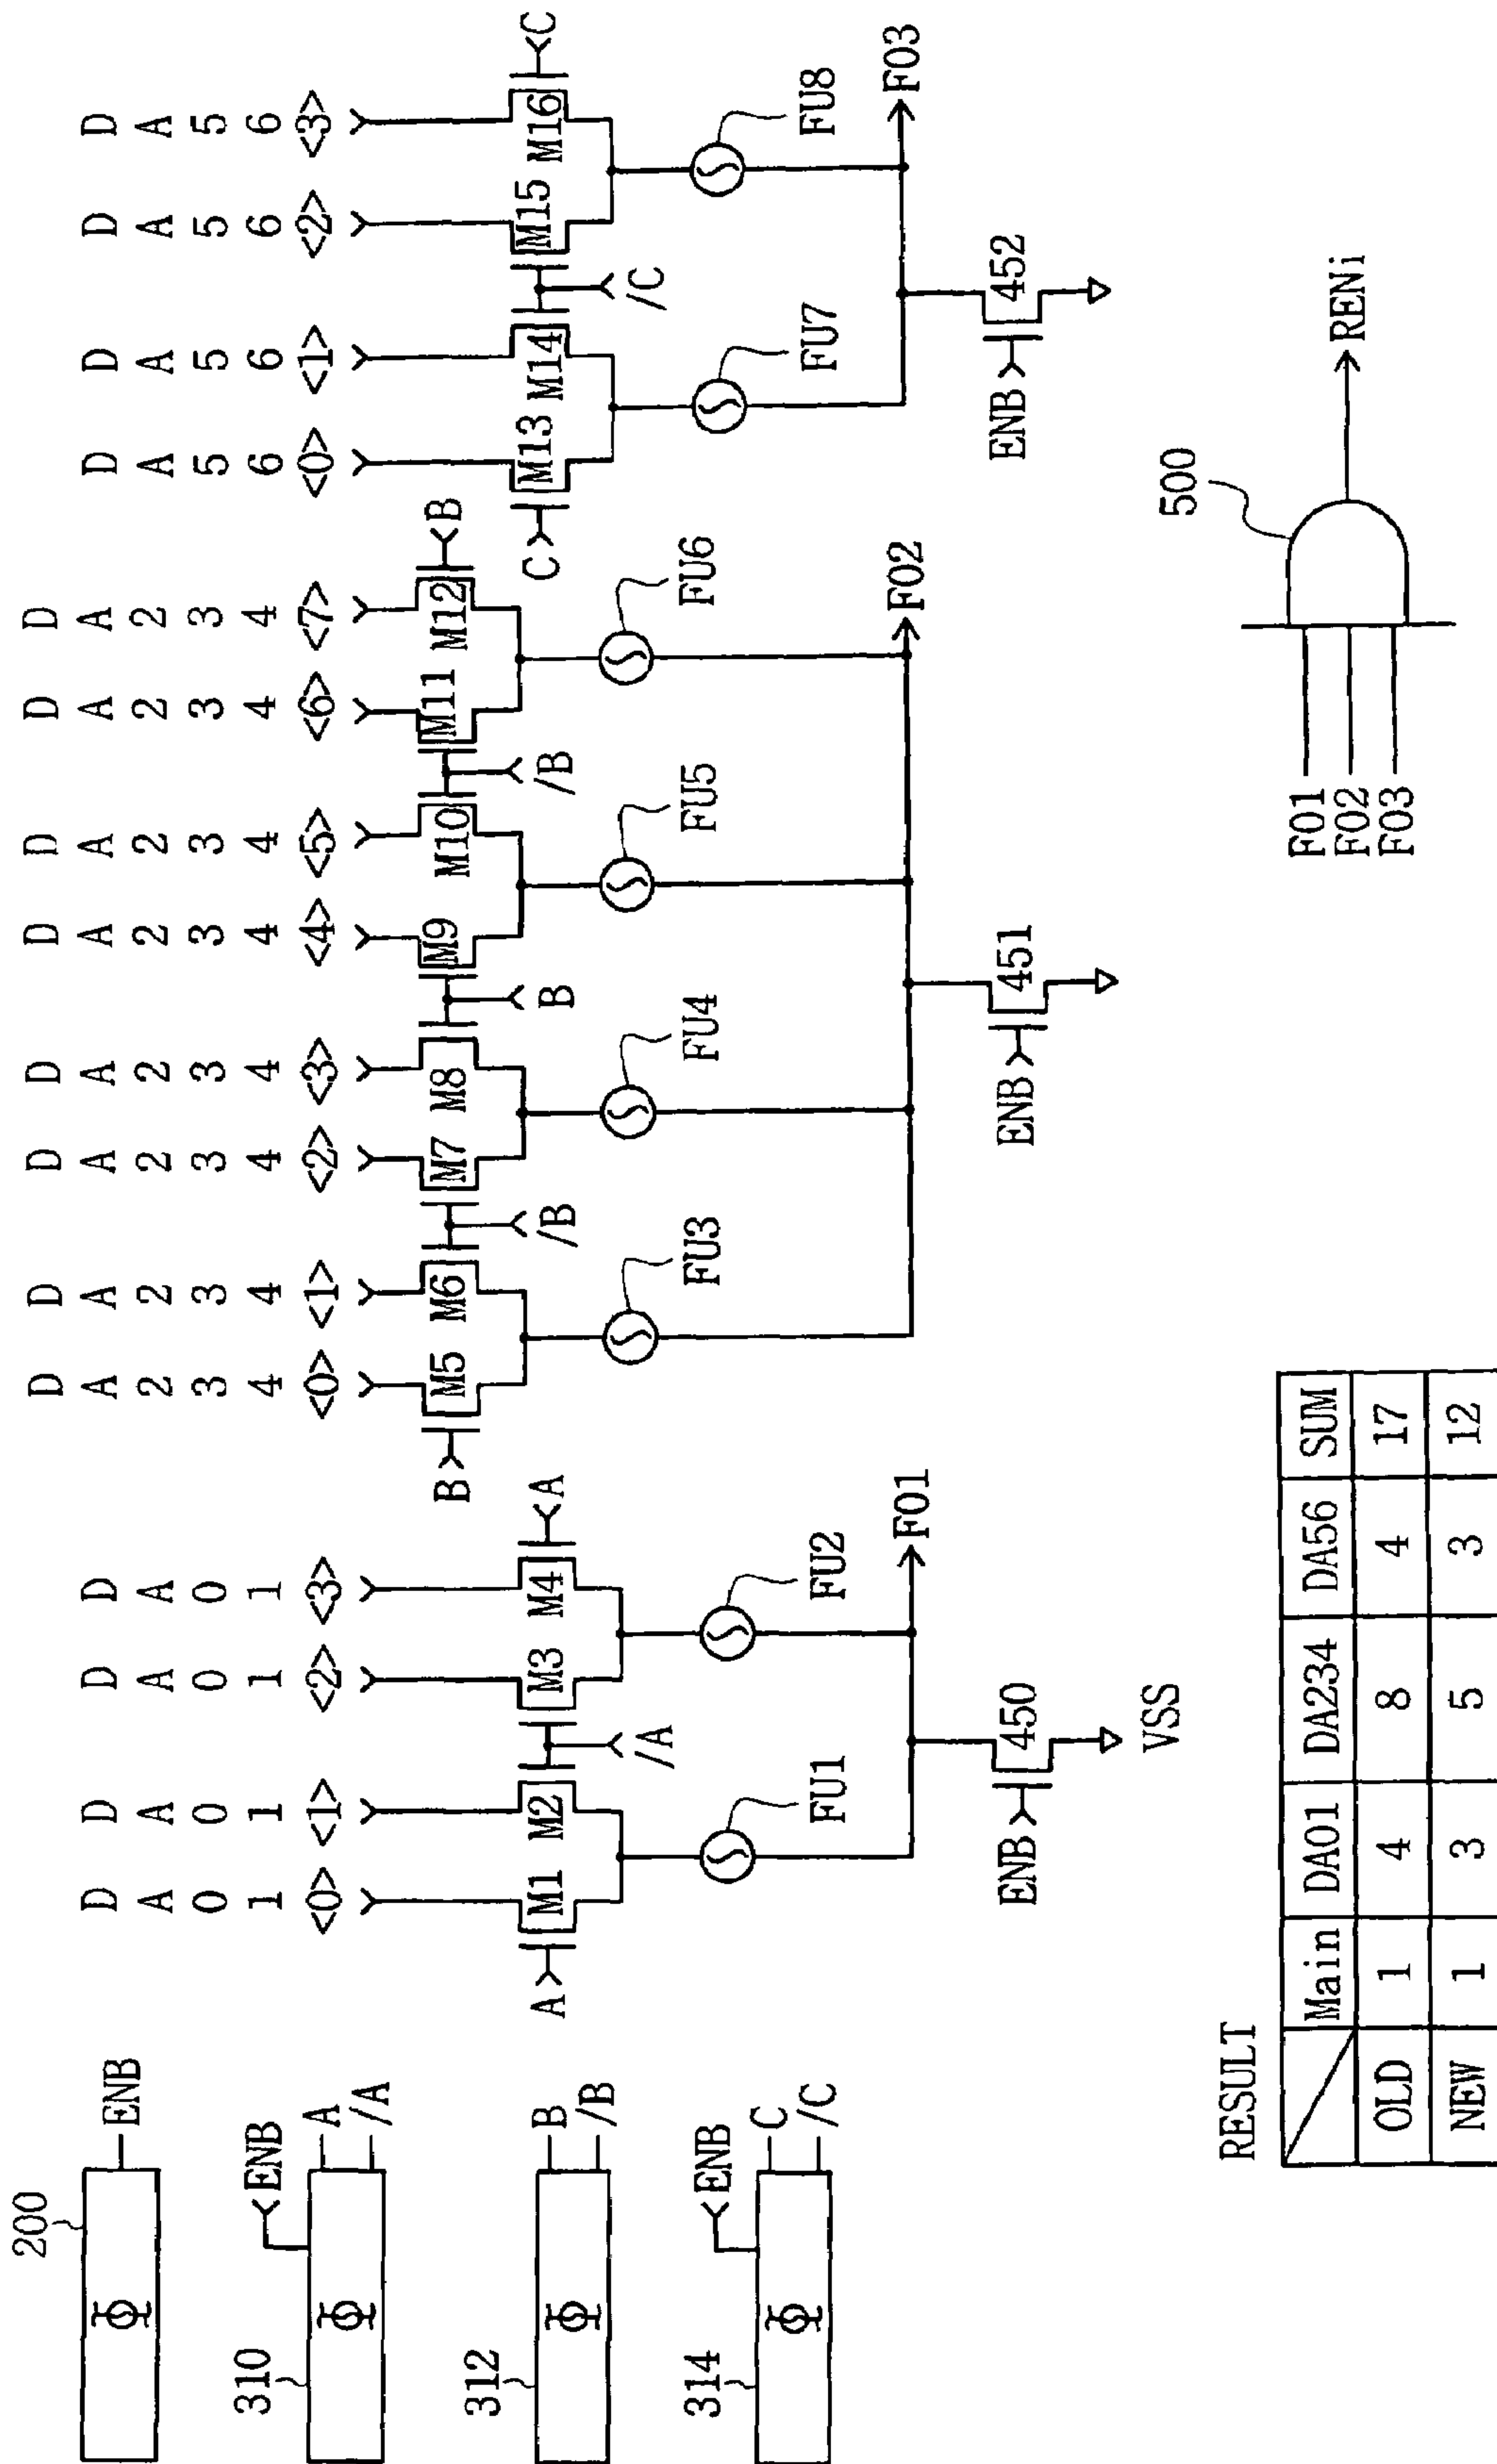 200
ENB
310
ENB
A
/A
312
B
/B
314
ENB
C
/C
DA01<0>
DA01<1>
DA01<2>
DA01<3>
A
M1
M2
/A
M3
M4
A
FU1
FU2
F01
ENB
450
VSS
DA234<0>
DA234<1>
DA234<2>
DA234<3>
DA234<4>
DA234<5>
DA234<6>
DA234<7>
B
M5
M6
/B
M7
M8
B
M9
M10
/B
M11
M12
B
FU3
FU4
FU5
FU6
F02
ENB
451
DA56<0>
DA56<1>
DA56<2>
DA56<3>
C
M13
M14
/C
M15
M16
C
FU7
FU8
F03
ENB
452
RESULT
Main DA01 DA234 DA56 SUM
OLD 1 4 8 4 17
NEW 1 3 5 3 12
500
F01
F02
F03
RENi